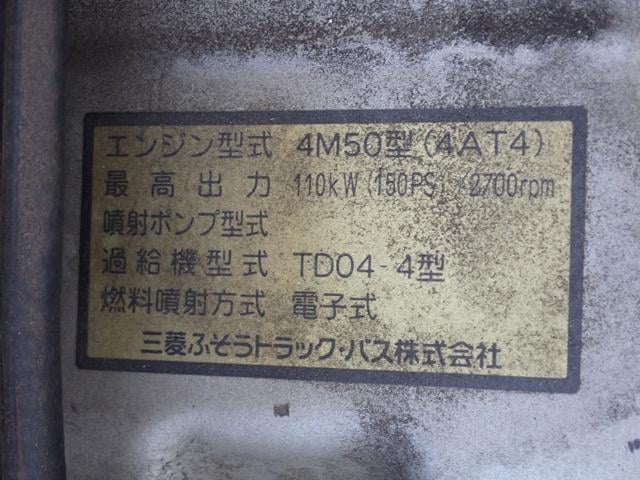 エンジン型式 4M50型(4AT4)
最高出力 110kW(150PS)/2700rpm
噴射ポンプ型式
過給機型式 TD04-4型
燃料噴射方式 電子式
三菱ふそうトラック・バス株式会社